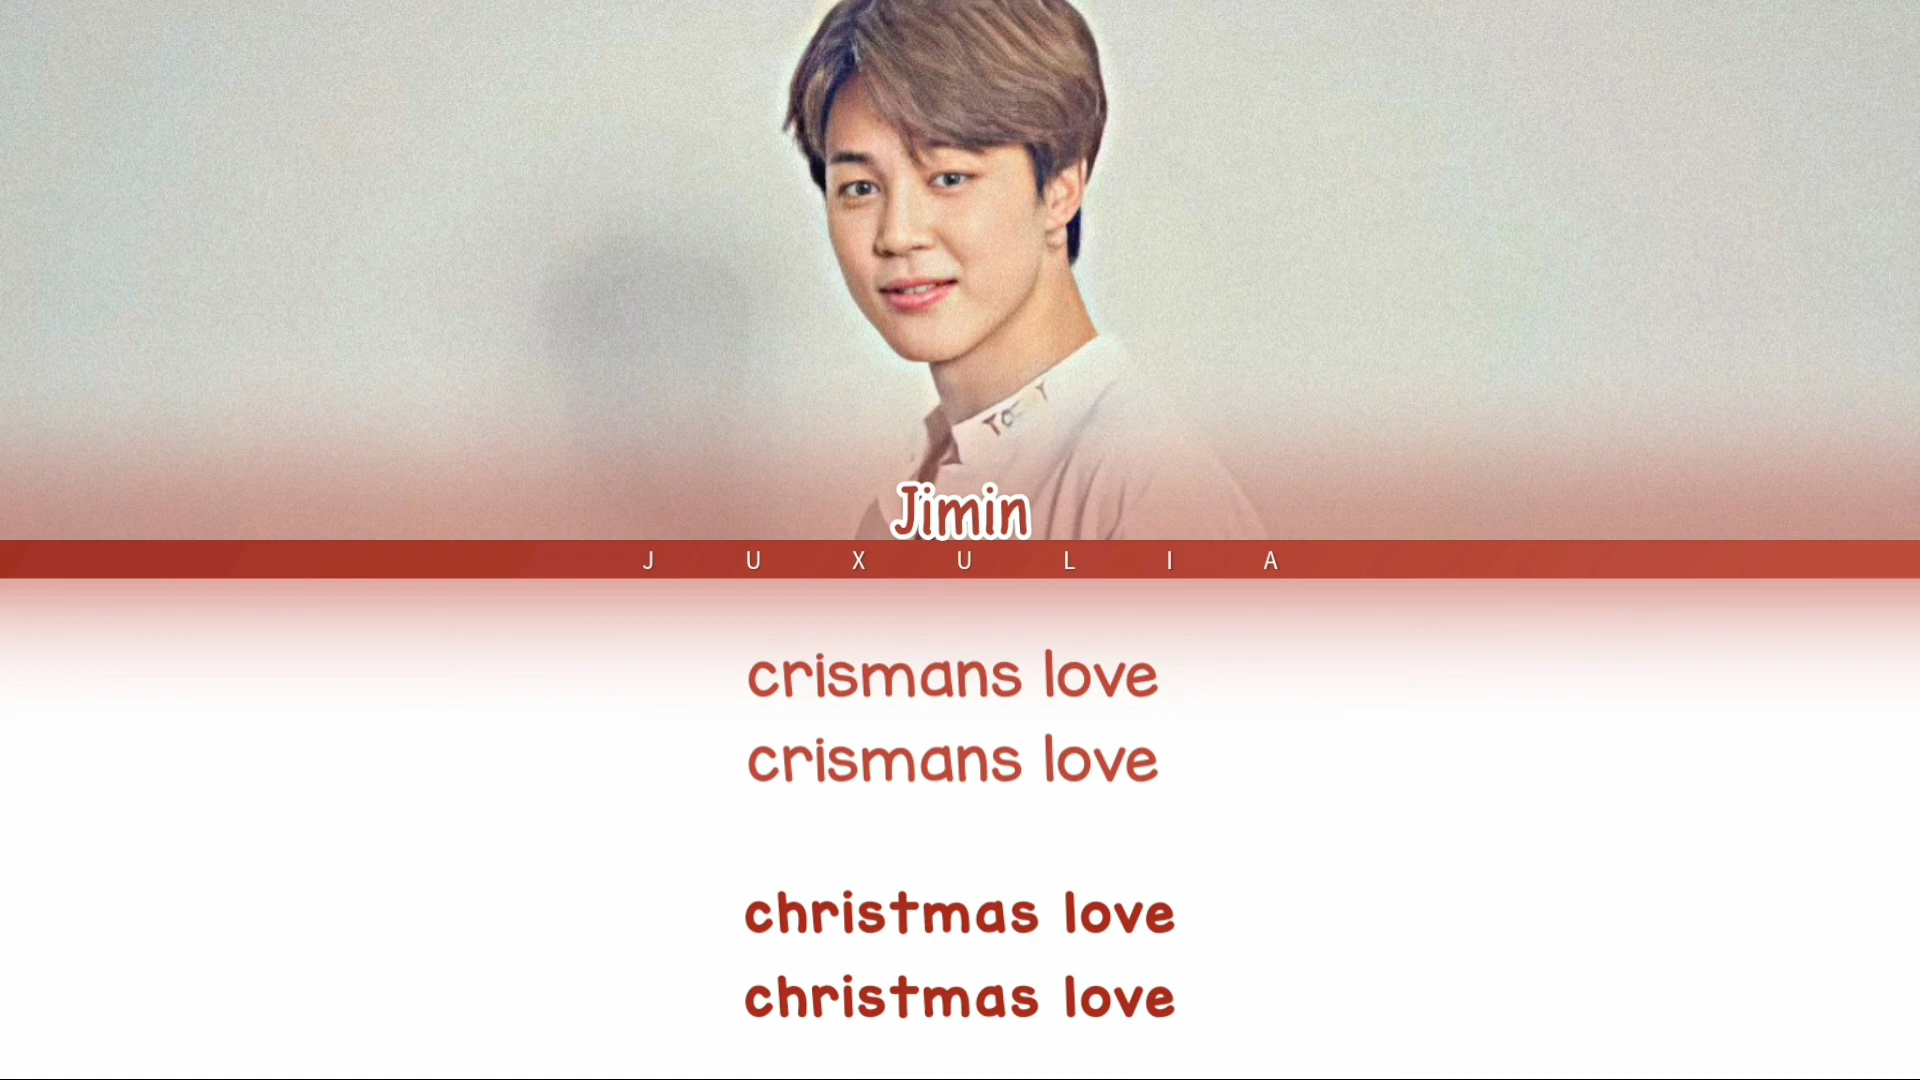 Jimin
J U X U L I A
crismans love
crismans love
christmas love
christmas love